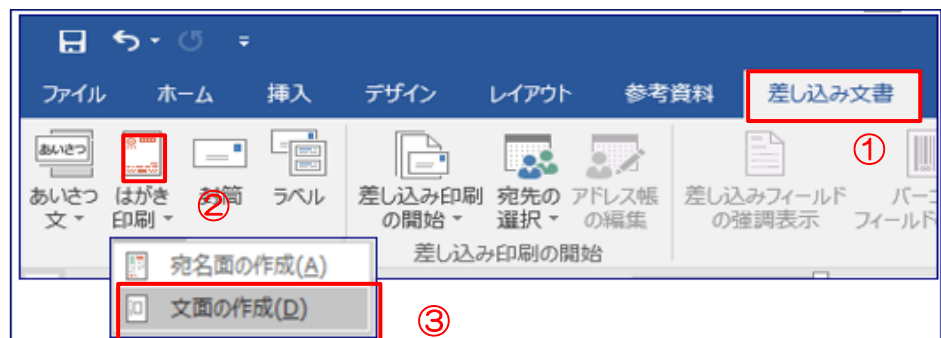 ファイル ホーム 挿入 デザイン レイアウト 参考資料 差し込み文書
①
あいさつ
あいさつ文
はがき印刷
②
封筒
ラベル
差し込み印刷の開始
宛先の選択
アドレス帳の編集
差し込みフィールドの強調表示
差し込み印刷の開始
宛名面の作成(A)
文面の作成(D)
③